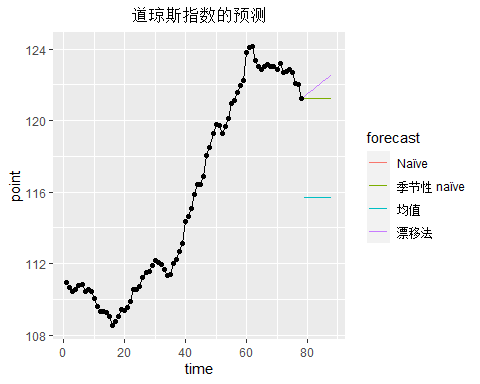 道琼斯指数的预测
124
120
116
112
108
point
0
20
40
60
80
time
forecast
Naïve
季节性 naïve
均值
漂移法